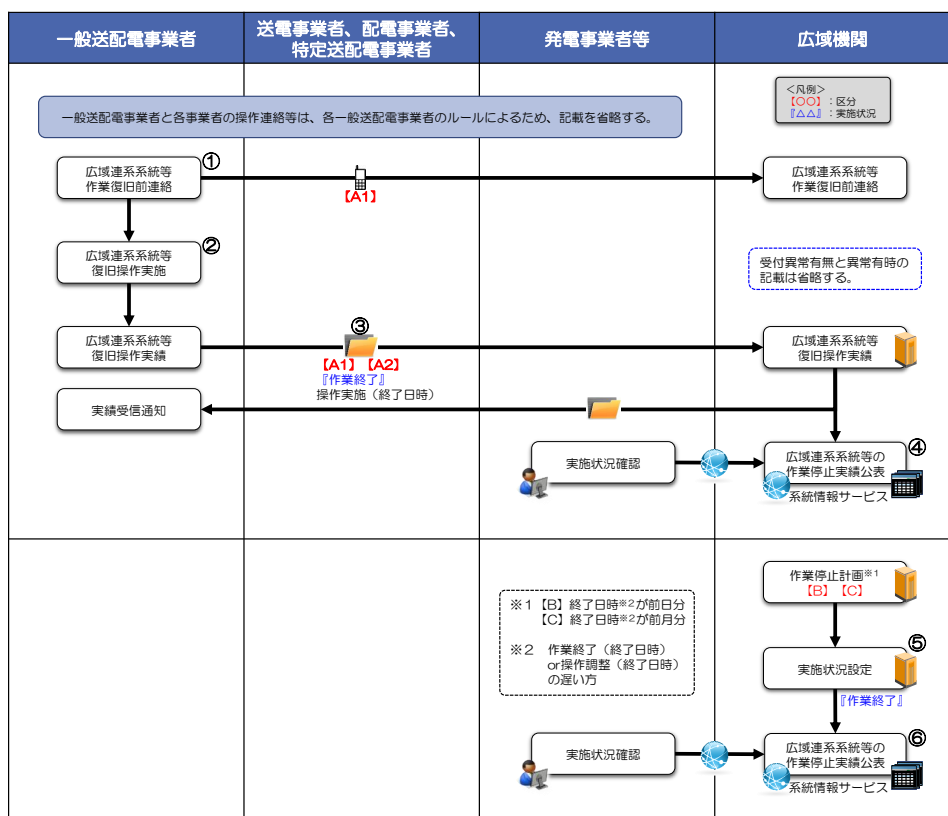 一般送配電事業者
送電事業者、配電事業者、
特定送配電事業者
発電事業者等
広域機関
<凡例>
【〇〇】:区分
『△△』:実施状況
一般送配電事業者と各事業者の操作連絡等は、各一般送配電事業者のルールによるため、記載を省略する。
①
広域連系系統等
作業復旧前連絡
【A1】
広域連系系統等
作業復旧前連絡
②
広域連系系統等
復旧操作実施
受付異常有無と異常有時の
記載は省略する。
広域連系系統等
復旧操作実績
③
【A1】【A2】
『作業終了』
操作実施(終了日時)
広域連系系統等
復旧操作実績
実績受信通知
実施状況確認
④
広域連系系統等の
作業停止実績公表
系統情報サービス
作業停止計画※1
【B】【C】
※1【B】終了日時※2が前日分
【C】終了日時※2が前月分
※2 作業終了(終了日時)
or操作調整(終了日時)
の遅い方
⑤
実施状況設定
『作業終了』
実施状況確認
⑥
広域連系系統等の
作業停止実績公表
系統情報サービス